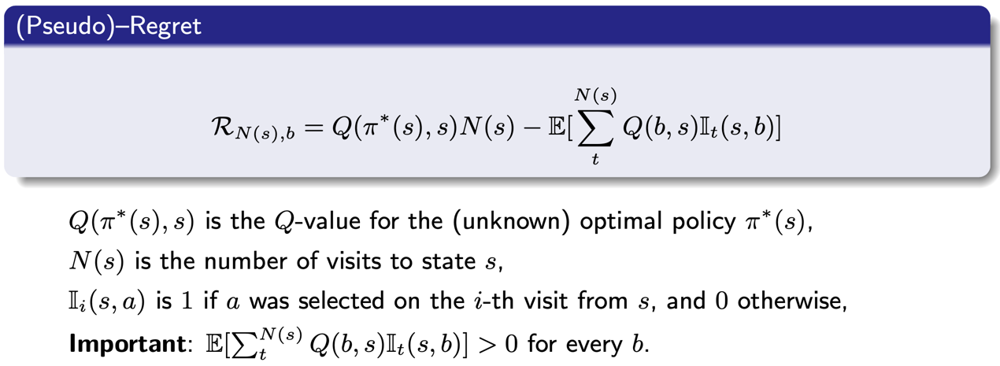 (Pseudo)–Regret
$\mathcal{R}_{N(s),b} = Q(\pi^*(s), s)N(s) - \mathbb{E}[\sum_{t}^{N(s)} Q(b, s)\mathbb{I}_t(s, b)]$
$Q(\pi^*(s), s)$ is the $Q$-value for the (unknown) optimal policy $\pi^*(s)$,
$N(s)$ is the number of visits to state $s$,
$\mathbb{I}_i(s, a)$ is $1$ if $a$ was selected on the $i$-th visit from $s$, and $0$ otherwise,
Important: $\mathbb{E}[\sum_{t}^{N(s)} Q(b, s)\mathbb{I}_t(s, b)] > 0$ for every $b$.